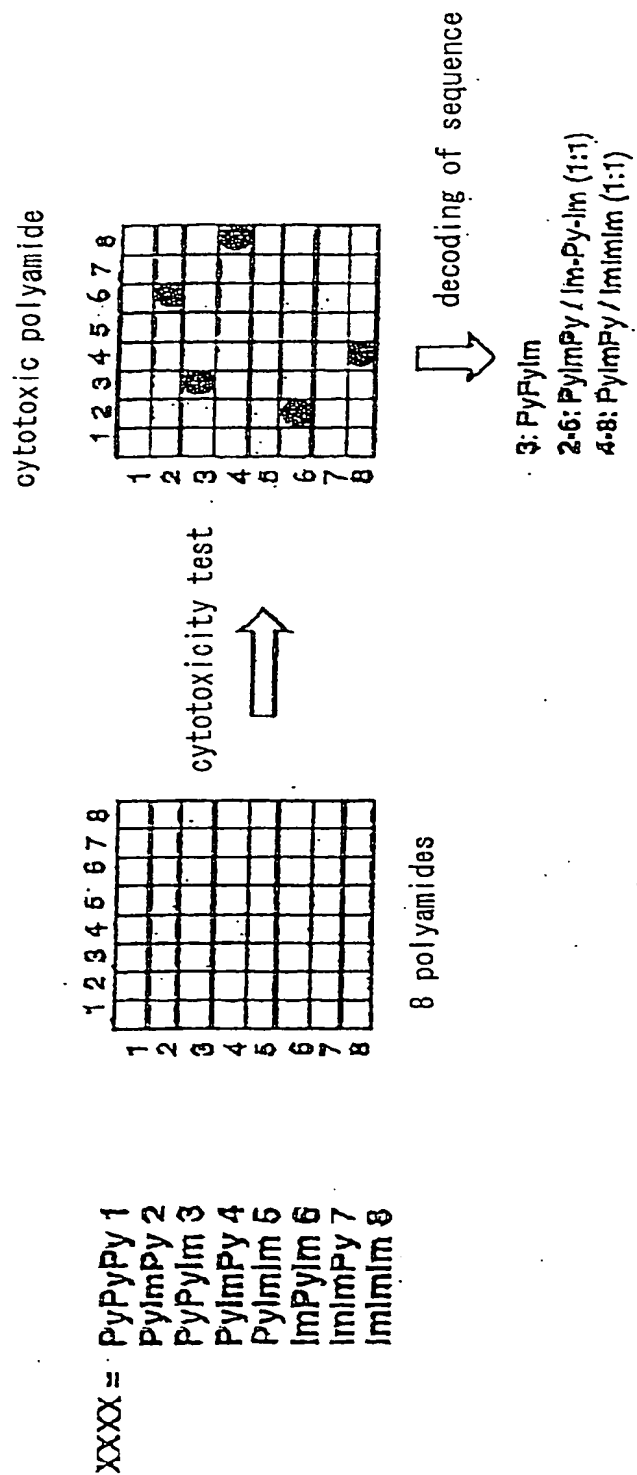 XXXX = PyPyPy 1
PyImPy 2
PyPyIm 3
PyImPy 4
PyImIm 5
ImPyIm 6
ImImPy 7
ImImIm 8
1 2 3 4 5 6 7 8
1
2
3
4
5
6
7
8
8 polyamides
cytotoxicity test
cytotoxic polyamide
1 2 3 4 5 6 7 8
1
2
3
4
5
6
7
8
decoding of sequence
3: PyPyIm
2-6: PyImPy / Im-Py-Im (1:1)
4-8: PyImPy / ImImIm (1:1)